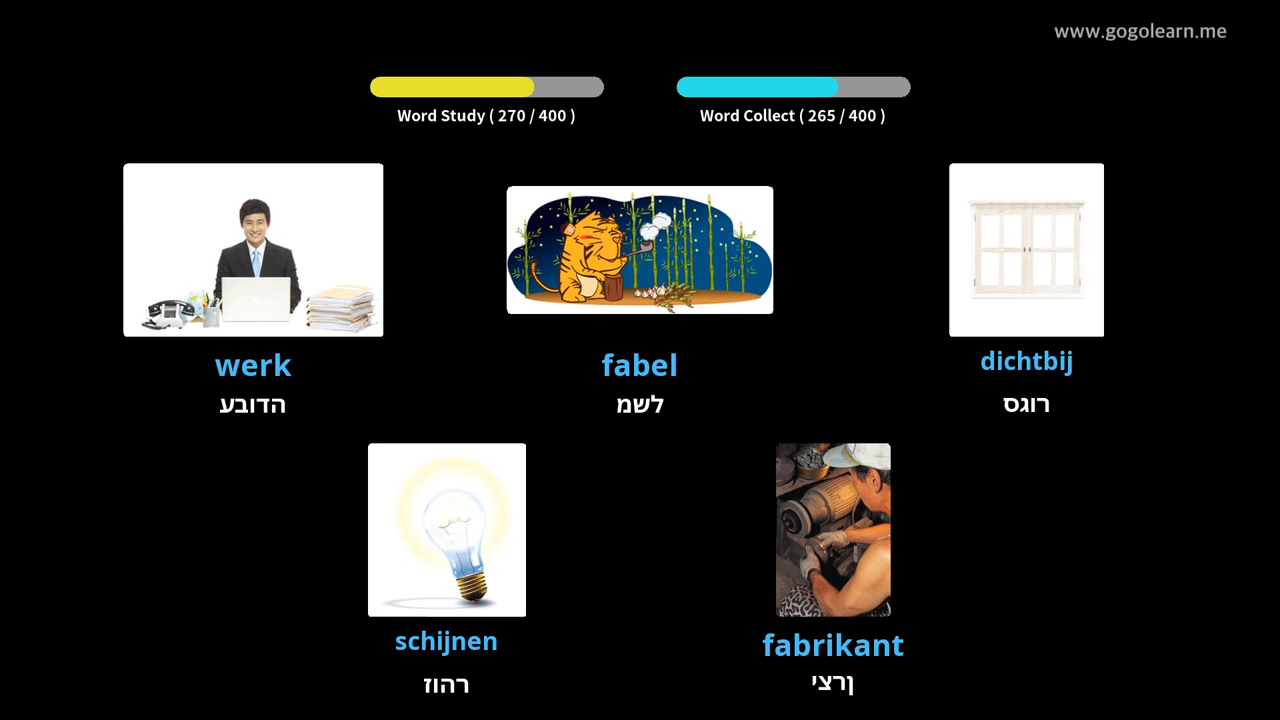 www.gogolearn.me
Word Study ( 270 / 400 )
Word Collect ( 265 / 400 )
werk
הדובע
fabel
לשמ
dichtbij
רוגס
schijnen
רהוז
fabrikant
ןרצי